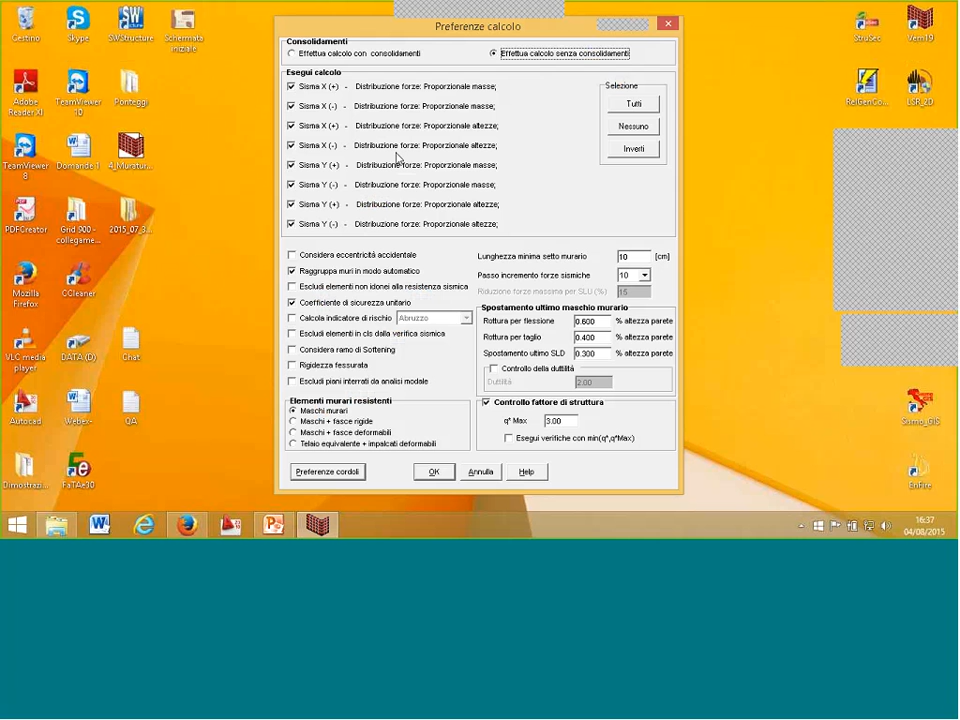 Preferenze calcolo
Consolidamenti
Effettua calcolo con consolidamenti
Effettua calcolo senza consolidamenti
Esegui calcolo
Sisma X (+) - Distribuzione forze: Proporzionale masse;
Sisma X (-) - Distribuzione forze: Proporzionale masse;
Sisma X (+) - Distribuzione forze: Proporzionale altezze;
Sisma X (-) - Distribuzione forze: Proporzionale altezze;
Sisma Y (+) - Distribuzione forze: Proporzionale masse;
Sisma Y (-) - Distribuzione forze: Proporzionale masse;
Sisma Y (+) - Distribuzione forze: Proporzionale altezze;
Sisma Y (-) - Distribuzione forze: Proporzionale altezze;
Selezione
Tutti
Nessuno
Inverti
Considera eccentricità accidentale
Raggruppa muri in modo automatico
Escludi elementi non idonei alla resistenza sismica
Coefficiente di sicurezza unitario
Calcola indicatore di rischio Abruzzo
Escludi elementi in cls dalla verifica sismica
Considera ramo di Softening
Rigidezza fessurata
Escludi piani interrati da analisi modale
Lunghezza minima setto murario 10 [cm]
Passo incremento forze sismiche 10
Riduzione forze massima per SLU (%) 15
Spostamento ultimo maschio murario
Rottura per flessione 0.600 % altezza parete
Rottura per taglio 0.400 % altezza parete
Spostamento ultimo SLD 0.300 % altezza parete
Controllo della duttilità
Duttilità 2.00
Elementi murari resistenti
Maschi murari
Maschi + fasce rigide
Maschi + fasce deformabili
Telaio equivalente + impalcati deformabili
Controllo fattore di struttura
q* Max 3.00
Esegui verifiche con min(q*,q*Max)
Preferenze cordoli
OK
Annulla
Help
Cestino
Skype
SWStructure
Schermata
iniziale
Adobe
Reader XI
TeamViewer
10
Ponteggi
TeamViewer
8
Domande 1
4_Muratur...
PDFCreator
Grid 900 -
collegame...
2015_07_3...
Mozilla
Firefox
CCleaner
VLC media
player
DATA (D)
Chat
Autocad
Webex-
QA
Dimostrazi...
FaTAe30
StruSec
Vem19
RelGenGo...
LSR_2D
Sismo_GIS
EnFire
16:37
04/08/2015